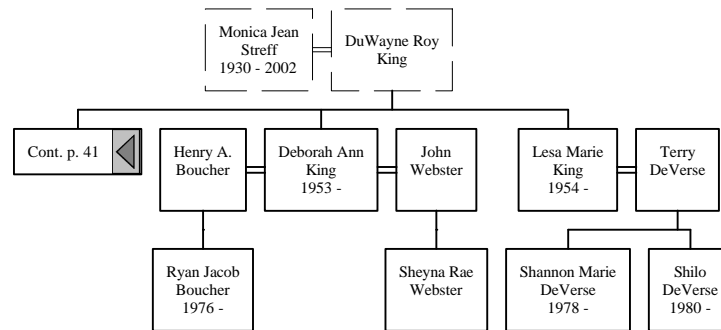 Monica Jean
Streff
1930 - 2002
DuWayne Roy
King
Cont. p. 41
Henry A.
Boucher
Deborah Ann
King
1953 -
John
Webster
Lesa Marie
King
1954 -
Terry
DeVerse
Ryan Jacob
Boucher
1976 -
Sheyna Rae
Webster
Shannon Marie
DeVerse
1978 -
Shilo
DeVerse
1980 -